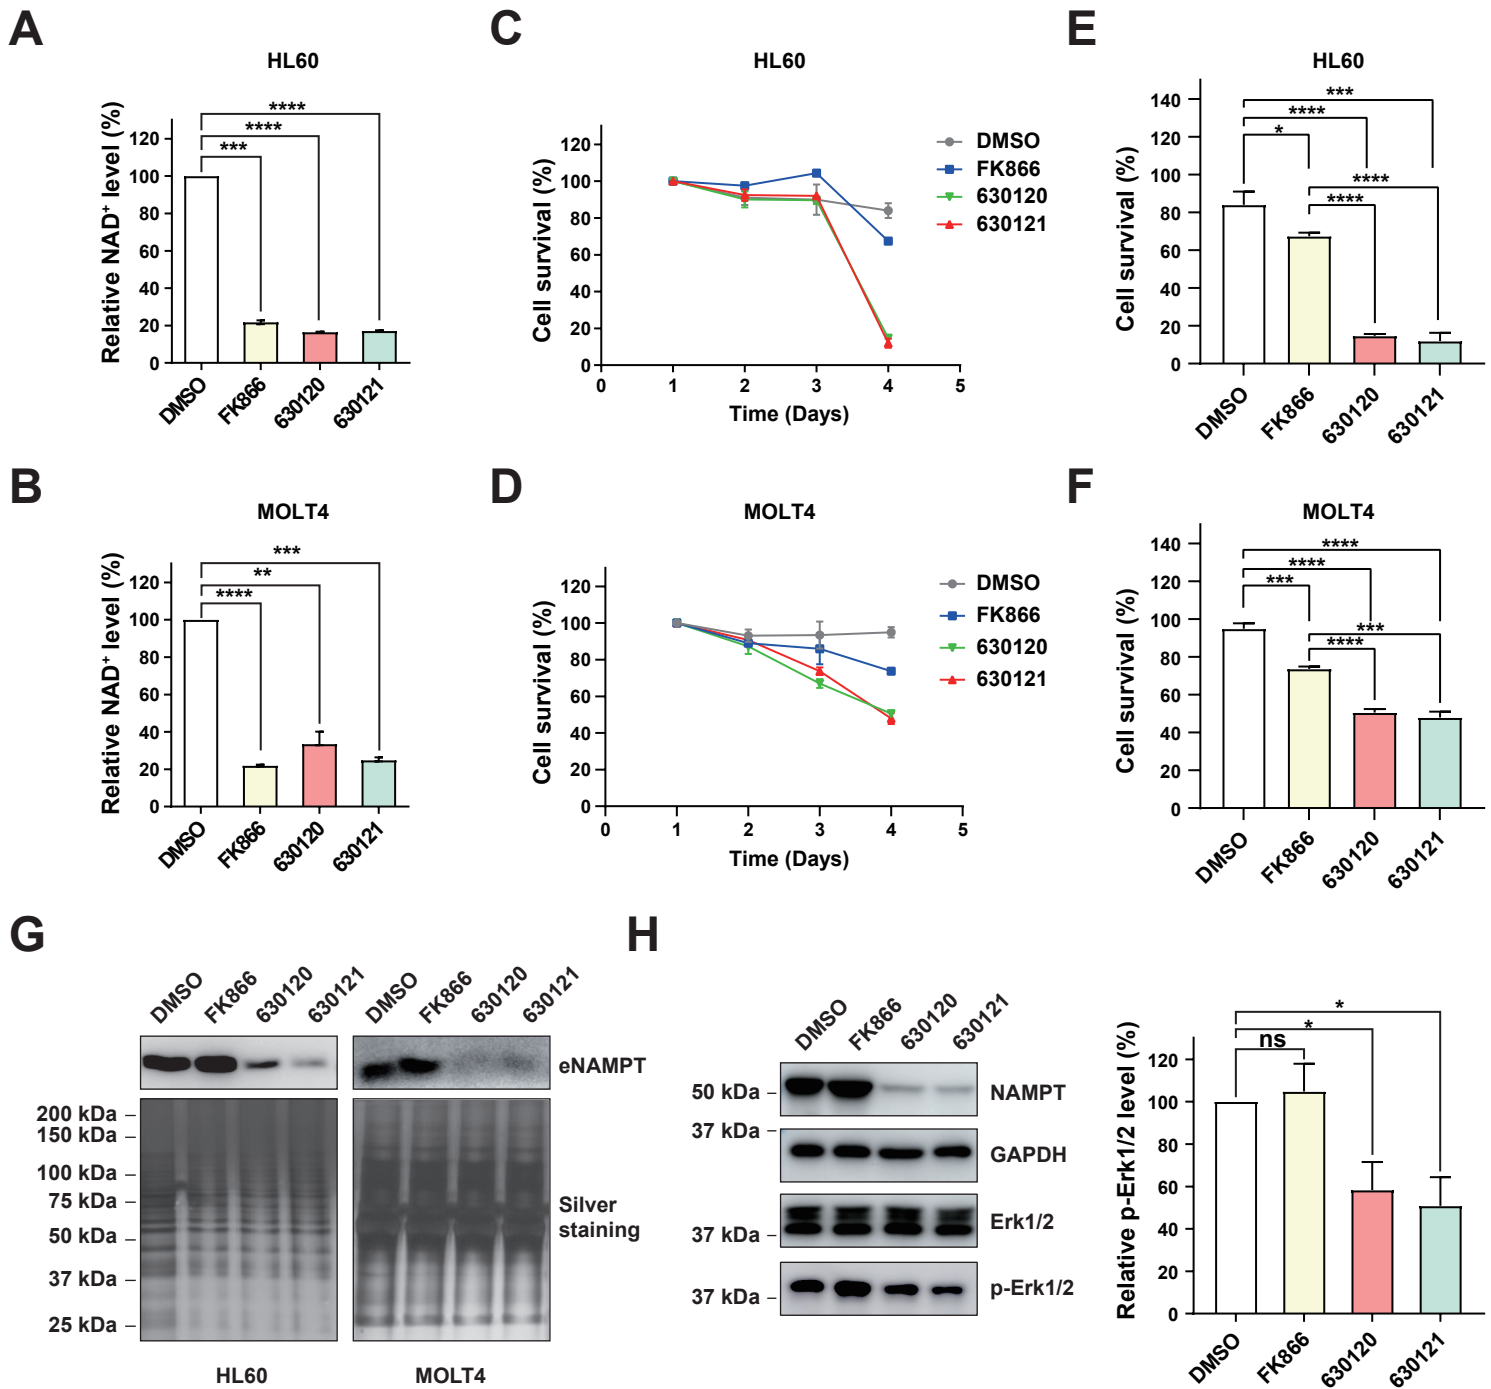 A
HL60
Relative NAD⁺ level (%)
120
100
80
60
40
20
0
***
****
****
DMSO
FK866
630120
630121
C
HL60
Cell survival (%)
120
100
80
60
40
20
0
0
1
2
3
4
5
Time (Days)
DMSO
FK866
630120
630121
E
HL60
Cell survival (%)
140
120
100
80
60
40
20
0
***
****
*
****
****
DMSO
FK866
630120
630121
B
MOLT4
Relative NAD⁺ level (%)
120
100
80
60
40
20
0
***
**
****
DMSO
FK866
630120
630121
D
MOLT4
Cell survival (%)
120
100
80
60
40
20
0
0
1
2
3
4
5
Time (Days)
DMSO
FK866
630120
630121
F
MOLT4
Cell survival (%)
140
120
100
80
60
40
20
0
****
****
***
***
****
DMSO
FK866
630120
630121
G
DMSO
FK866
630120
630121
DMSO
FK866
630120
630121
eNAMPT
200 kDa
150 kDa
100 kDa
75 kDa
50 kDa
37 kDa
25 kDa
Silver
staining
HL60
MOLT4
H
DMSO
FK866
630120
630121
50 kDa
NAMPT
37 kDa
GAPDH
Erk1/2
37 kDa
p-Erk1/2
37 kDa
Relative p-Erk1/2 level (%)
120
100
80
60
40
20
0
*
*
ns
DMSO
FK866
630120
630121